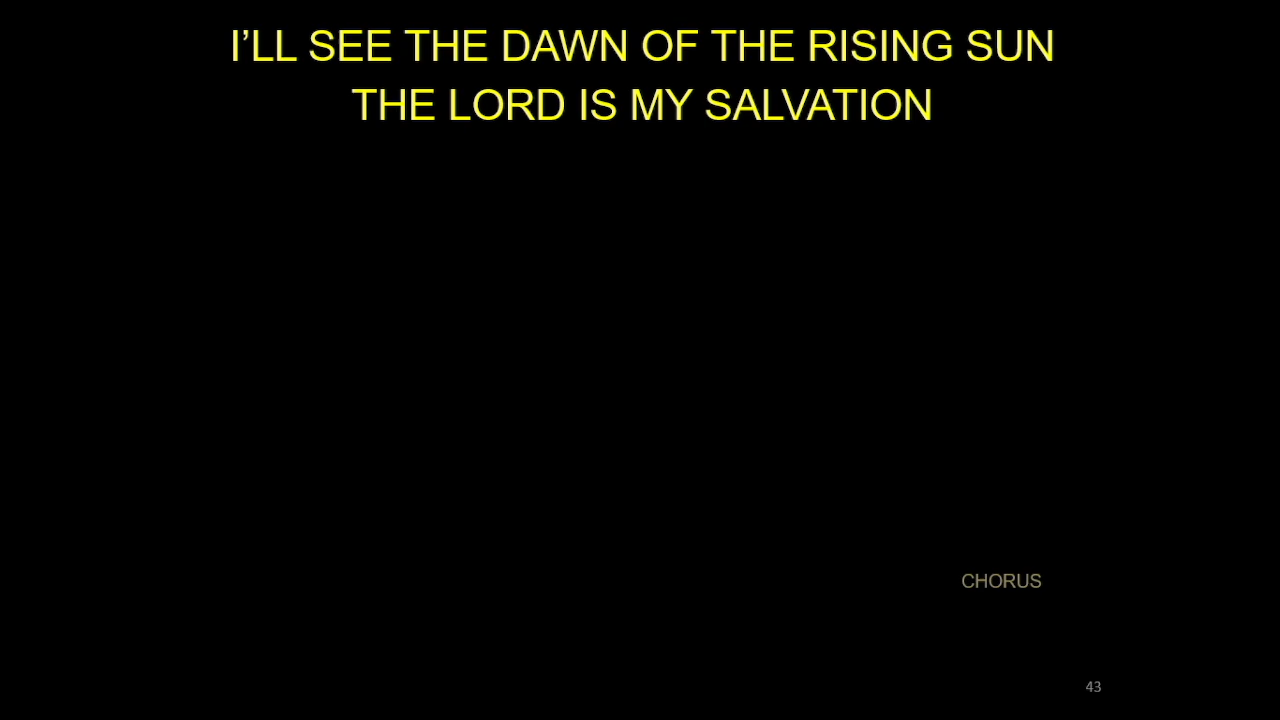 I’LL SEE THE DAWN OF THE RISING SUN
THE LORD IS MY SALVATION
CHORUS
43